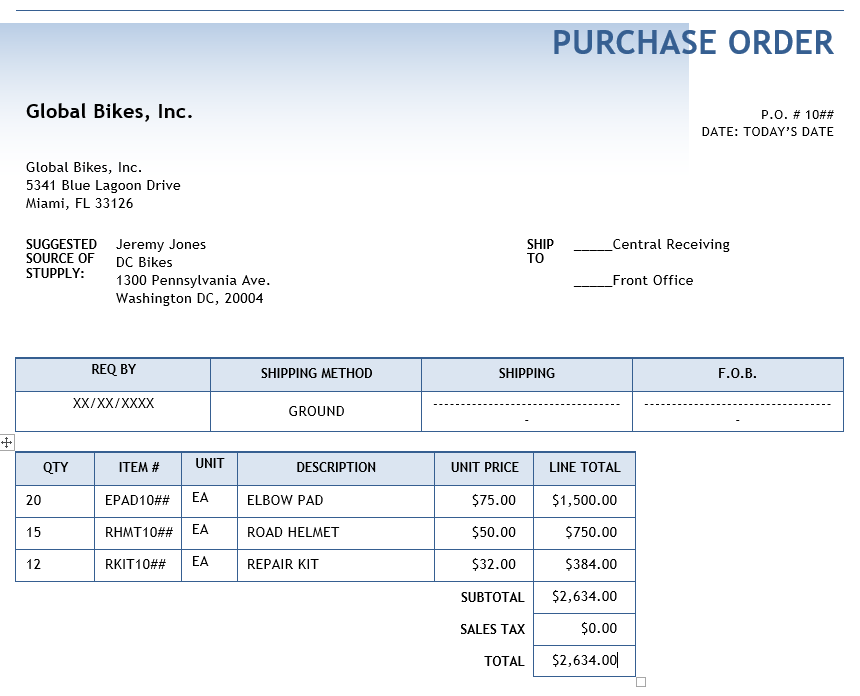 PURCHASE ORDER
Global Bikes, Inc.
P.O. # 10##
DATE: TODAY’S DATE
Global Bikes, Inc.
5341 Blue Lagoon Drive
Miami, FL 33126
SUGGESTED SOURCE OF STUPPLY:
Jeremy Jones
DC Bikes
1300 Pennsylvania Ave.
Washington DC, 20004
SHIP TO
_____Central Receiving
_____Front Office
REQ BY SHIPPING METHOD SHIPPING F.O.B.
XX/XX/XXXX GROUND ---------------------------------- ----------------------------------
QTY ITEM # UNIT DESCRIPTION UNIT PRICE LINE TOTAL
20 EPAD10## EA ELBOW PAD $75.00 $1,500.00
15 RHMT10## EA ROAD HELMET $50.00 $750.00
12 RKIT10## EA REPAIR KIT $32.00 $384.00
SUBTOTAL $2,634.00
SALES TAX $0.00
TOTAL $2,634.00